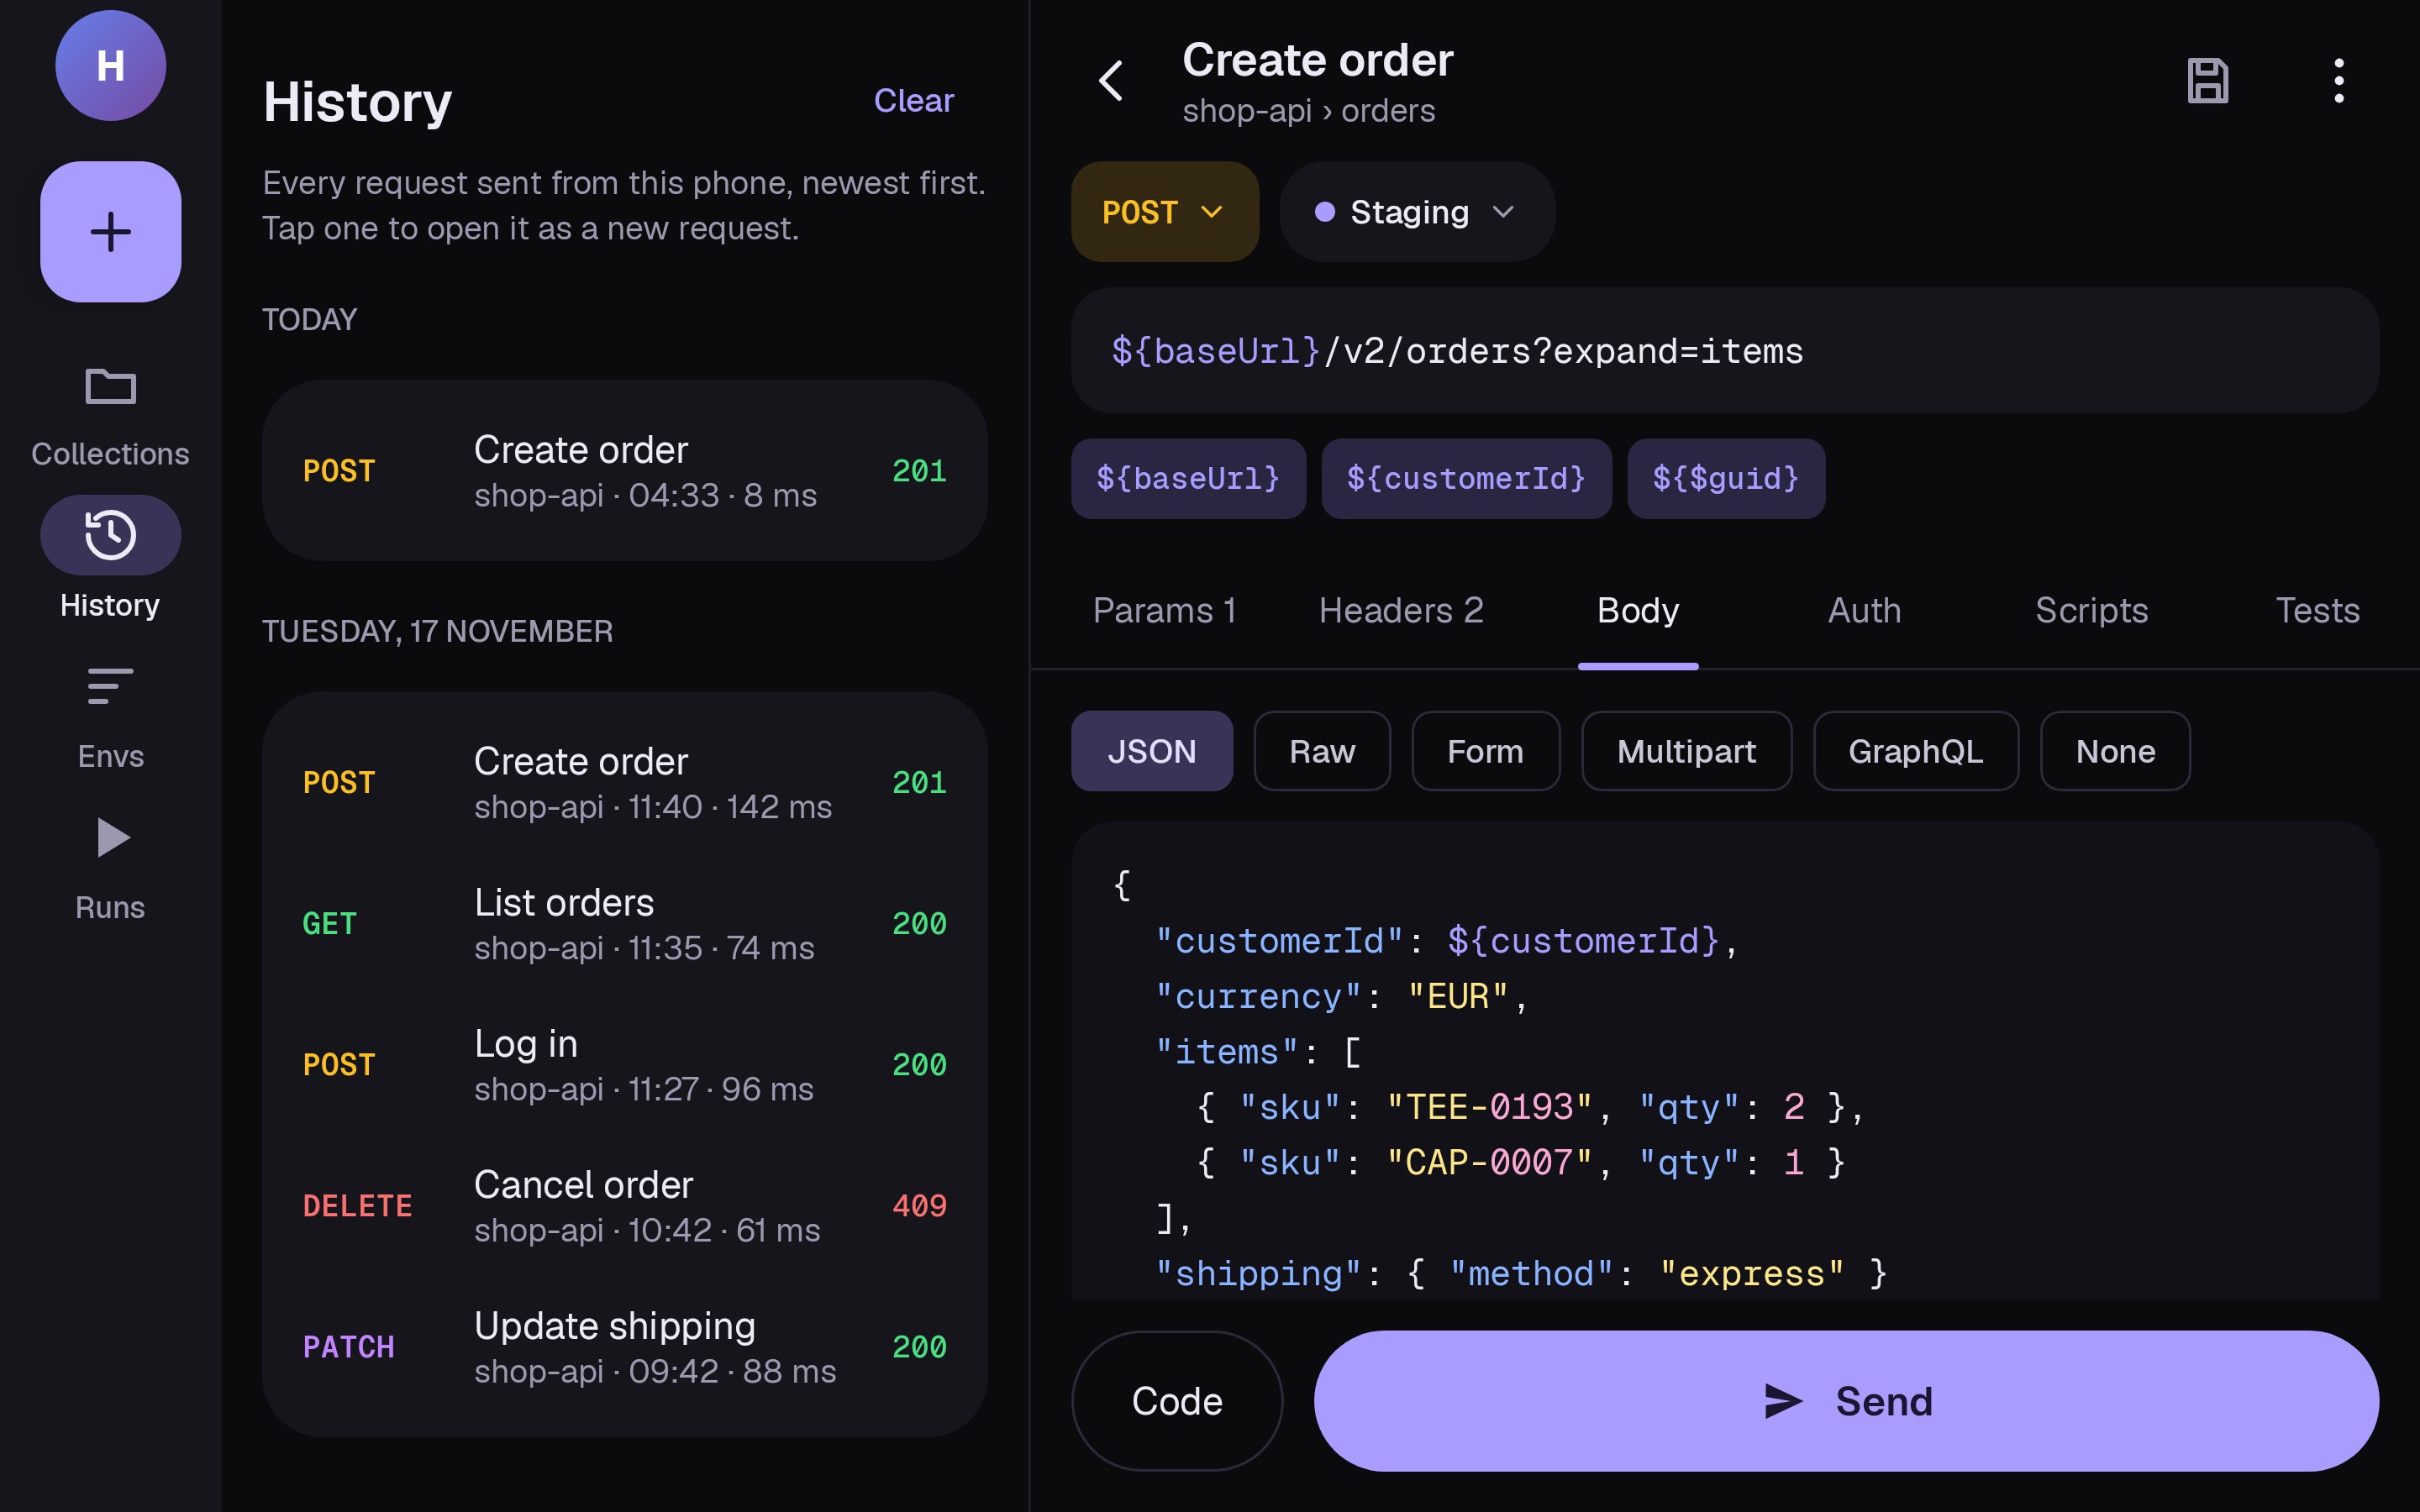 H
Collections
History
Envs
Runs
History
Clear
Every request sent from this phone, newest first.
Tap one to open it as a new request.
TODAY
POST
Create order
shop-api · 04:33 · 8 ms
201
TUESDAY, 17 NOVEMBER
POST
Create order
shop-api · 11:40 · 142 ms
201
GET
List orders
shop-api · 11:35 · 74 ms
200
POST
Log in
shop-api · 11:27 · 96 ms
200
DELETE
Cancel order
shop-api · 10:42 · 61 ms
409
PATCH
Update shipping
shop-api · 09:42 · 88 ms
200
Create order
shop-api › orders
POST
Staging
${baseUrl}/v2/orders?expand=items
${baseUrl} ${customerId} ${$guid}
Params 1 Headers 2 Body Auth Scripts Tests
JSON Raw Form Multipart GraphQL None
{
"customerId": ${customerId},
"currency": "EUR",
"items": [
{ "sku": "TEE-0193", "qty": 2 },
{ "sku": "CAP-0007", "qty": 1 }
],
"shipping": { "method": "express" }
Code
Send